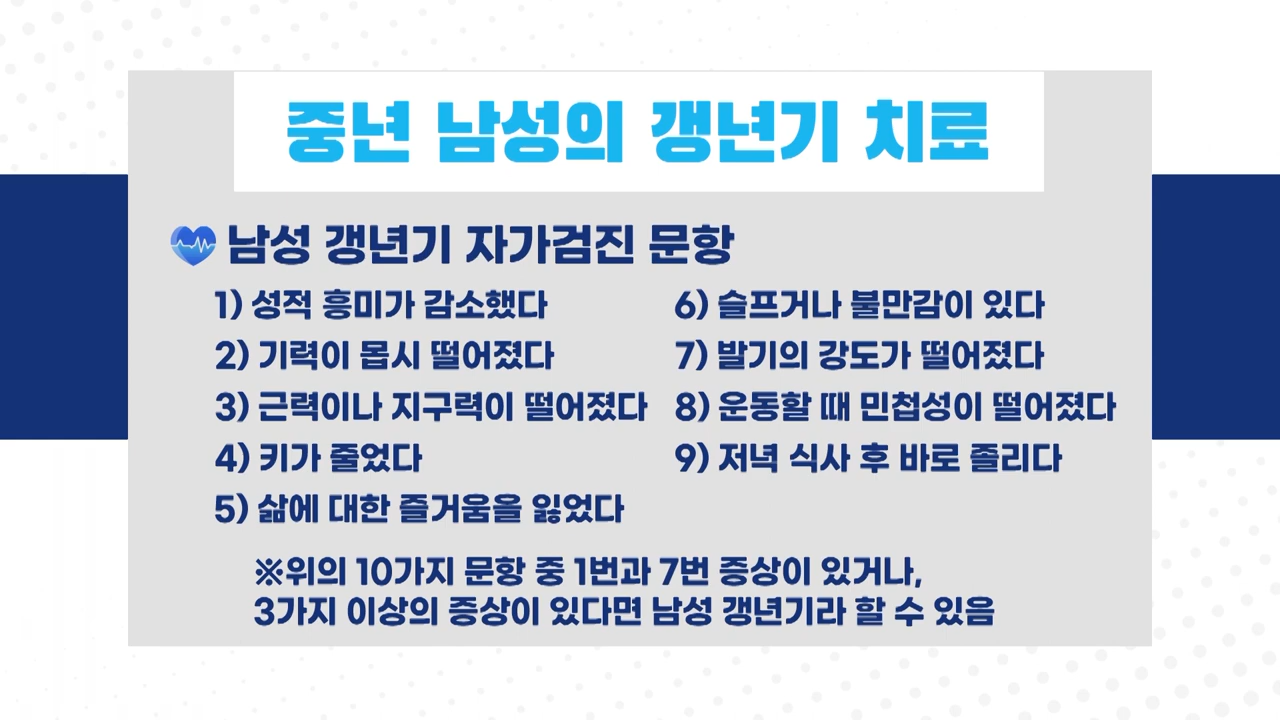 중년 남성의 갱년기 치료
남성 갱년기 자가검진 문항
1) 성적 흥미가 감소했다
2) 기력이 몹시 떨어졌다
3) 근력이나 지구력이 떨어졌다
4) 키가 줄었다
5) 삶에 대한 즐거움을 잃었다
6) 슬프거나 불만감이 있다
7) 발기의 강도가 떨어졌다
8) 운동할 때 민첩성이 떨어졌다
9) 저녁 식사 후 바로 졸리다
※위의 10가지 문항 중 1번과 7번 증상이 있거나,
3가지 이상의 증상이 있다면 남성 갱년기라 할 수 있음